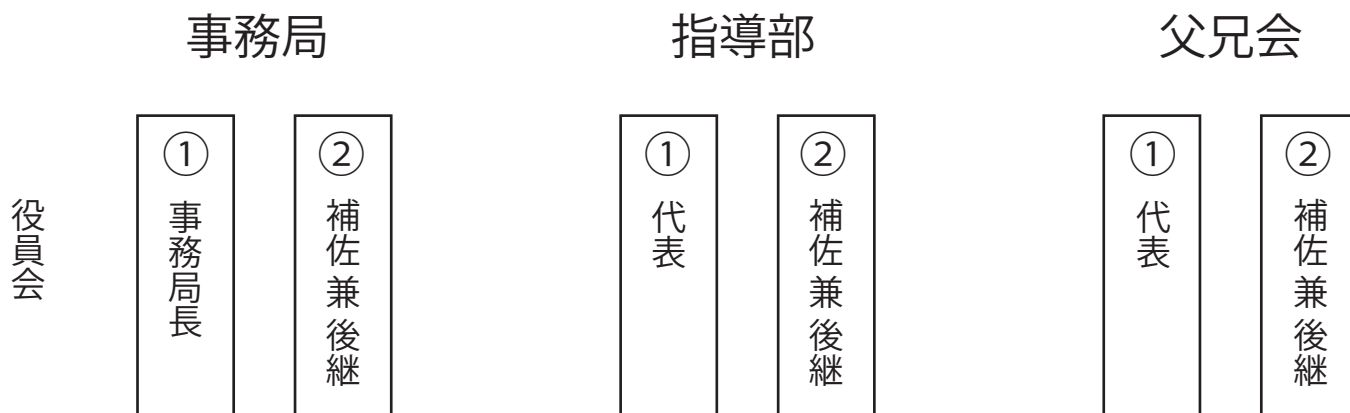 事務局
指導部
父兄会
役員会
①事務局長
②補佐兼後継
①代表
②補佐兼後継
①代表
②補佐兼後継